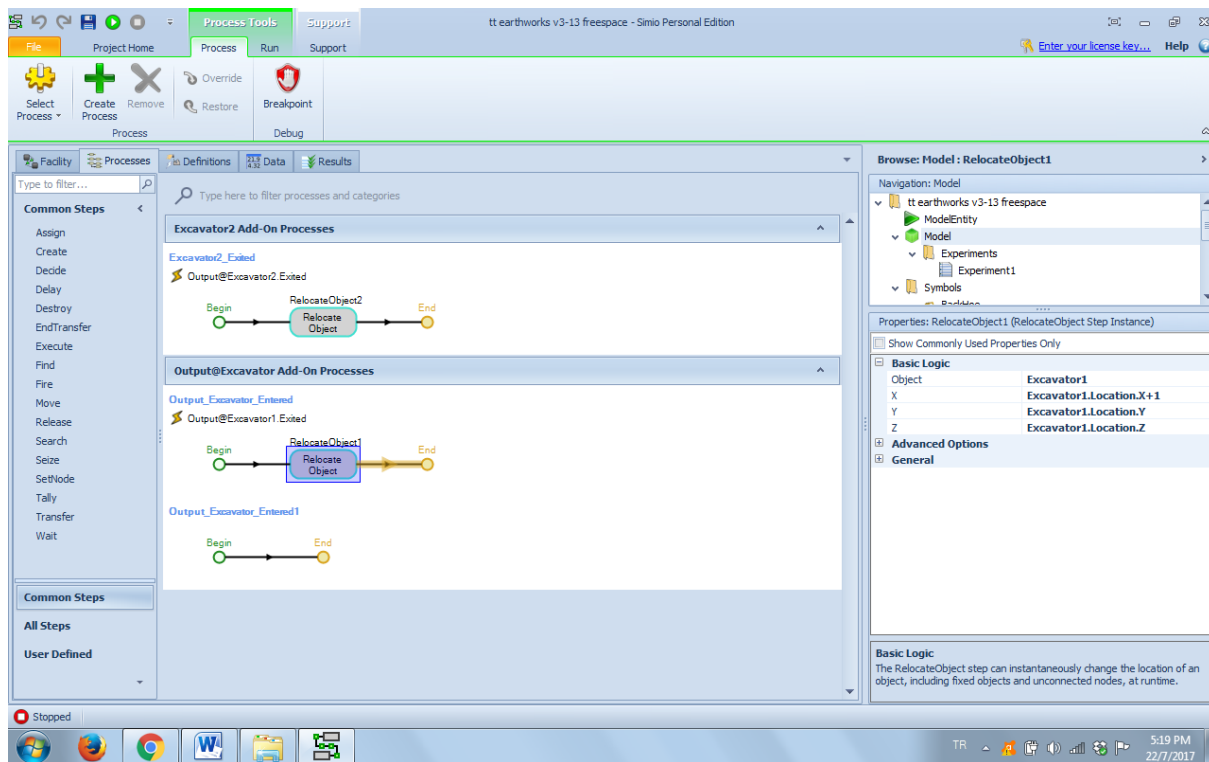 Process Tools
Support
tt earthworks v3-13 freespace - Simio Personal Edition
File
Project Home
Process
Run
Support
Enter your license key...
Help
Select
Process
Create
Process
Remove
Override
Restore
Breakpoint
Process
Debug
Facility
Processes
Definitions
Data
Results
Type to filter...
Common Steps
Assign
Create
Decide
Delay
Destroy
EndTransfer
Execute
Find
Fire
Move
Release
Search
Seize
SetNode
Tally
Transfer
Wait
Common Steps
All Steps
User Defined
Type here to filter processes and categories
Excavator2 Add-On Processes
Excavator2_Exited
Output@Excavator2.Exited
Begin
RelocateObject2
Relocate
Object
End
Output@Excavator Add-On Processes
Output_Excavator_Entered
Output@Excavator1.Exited
Begin
RelocateObject1
Relocate
Object
End
Output_Excavator_Entered1
Begin
End
Browse: Model : RelocateObject1
Navigation: Model
tt earthworks v3-13 freespace
ModelEntity
Model
Experiments
Experiment1
Symbols
BackHoe
Properties: RelocateObject1 (RelocateObject Step Instance)
Show Commonly Used Properties Only
Basic Logic
Object Excavator1
X Excavator1.Location.X+1
Y Excavator1.Location.Y
Z Excavator1.Location.Z
Advanced Options
General
Basic Logic
The RelocateObject step can instantaneously change the location of an
object, including fixed objects and unconnected nodes, at runtime.
Stopped
TR
5:19 PM
22/7/2017